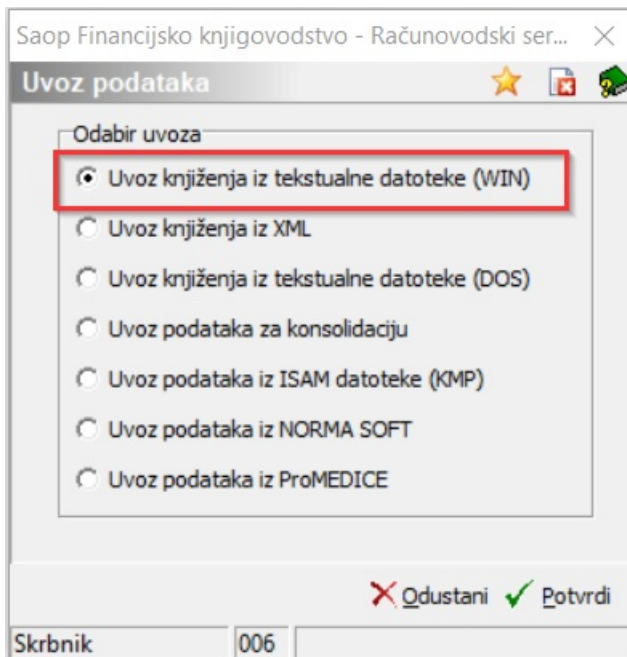 Saop Financijsko knjigovodstvo - Računovodski ser...
Uvoz podataka
Odabir uvoza
Uvoz knjiženja iz tekstualne datoteke (WIN)
Uvoz knjiženja iz XML
Uvoz knjiženja iz tekstualne datoteke (DOS)
Uvoz podataka za konsolidaciju
Uvoz podataka iz ISAM datoteke (KMP)
Uvoz podataka iz NORMA SOFT
Uvoz podataka iz ProMEDICE
Odustani Potvrdi
Skrbnik 006